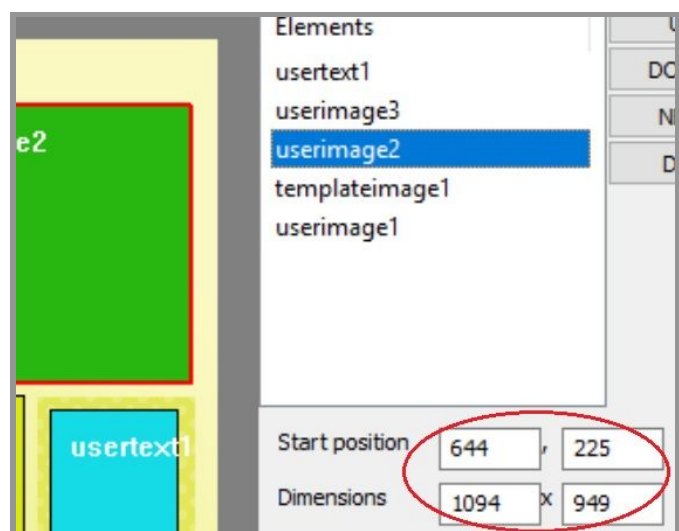 Elements
usertext1
DO
userimage3
e2
userimage2
templateimage1
userimage1
usertext1
Start position 644 , 225
Dimensions 1094 x 949